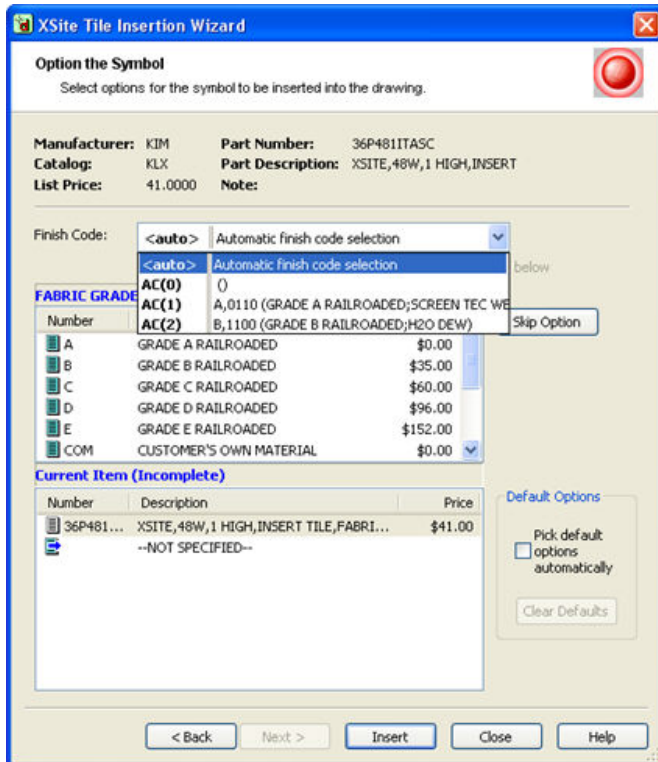 XSite Tile Insertion Wizard
Option the Symbol
Select options for the symbol to be inserted into the drawing.
Manufacturer: KIM Part Number: 36P481ITASC
Catalog: KLX Part Description: XSITE,48W,1 HIGH,INSERT
List Price: 41.0000 Note:
Finish Code: <auto> Automatic finish code selection
<auto> Automatic finish code selection
below
AC(0) ()
FABRIC GRADE
AC(1) A,0110 (GRADE A RAILROADED;SCREEN TEC WE
Number AC(2) B,1100 (GRADE B RAILROADED;H2O DEW) Skip Option
A GRADE A RAILROADED $0.00
B GRADE B RAILROADED $35.00
C GRADE C RAILROADED $60.00
D GRADE D RAILROADED $96.00
E GRADE E RAILROADED $152.00
COM CUSTOMER'S OWN MATERIAL $0.00
Current Item (Incomplete)
Number Description Price
36P481... XSITE,48W,1 HIGH,INSERT TILE,FABRI... $41.00
--NOT SPECIFIED--
Default Options
Pick default
options
automatically
Clear Defaults
< Back Next > Insert Close Help